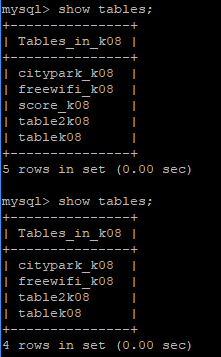 mysql> show tables;
+---------------+
| Tables_in_k08 |
+---------------+
| citypark_k08  |
| freewifi_k08  |
| score_k08     |
| table2k08     |
| tablek08      |
+---------------+
5 rows in set (0.00 sec)

mysql> show tables;
+---------------+
| Tables_in_k08 |
+---------------+
| citypark_k08  |
| freewifi_k08  |
| table2k08     |
| tablek08      |
+---------------+
4 rows in set (0.00 sec)